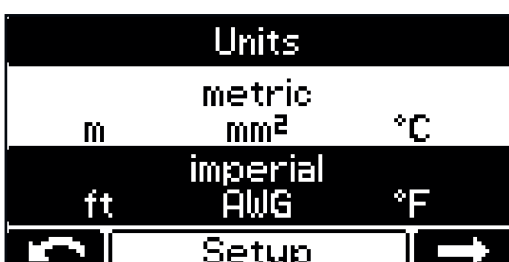 Units
metric
m mm² °C
imperial
ft AWG °F
Setup